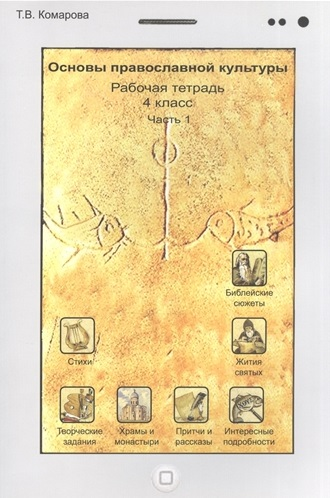 Т.В. Комарова
Основы православной культуры
Рабочая тетрадь
4 класс
Часть 1
Библейские
сюжеты
Стихи
Жития
святых
Творческие
задания
Храмы и
монастыри
Притчи и
рассказы
Интересные
подробности